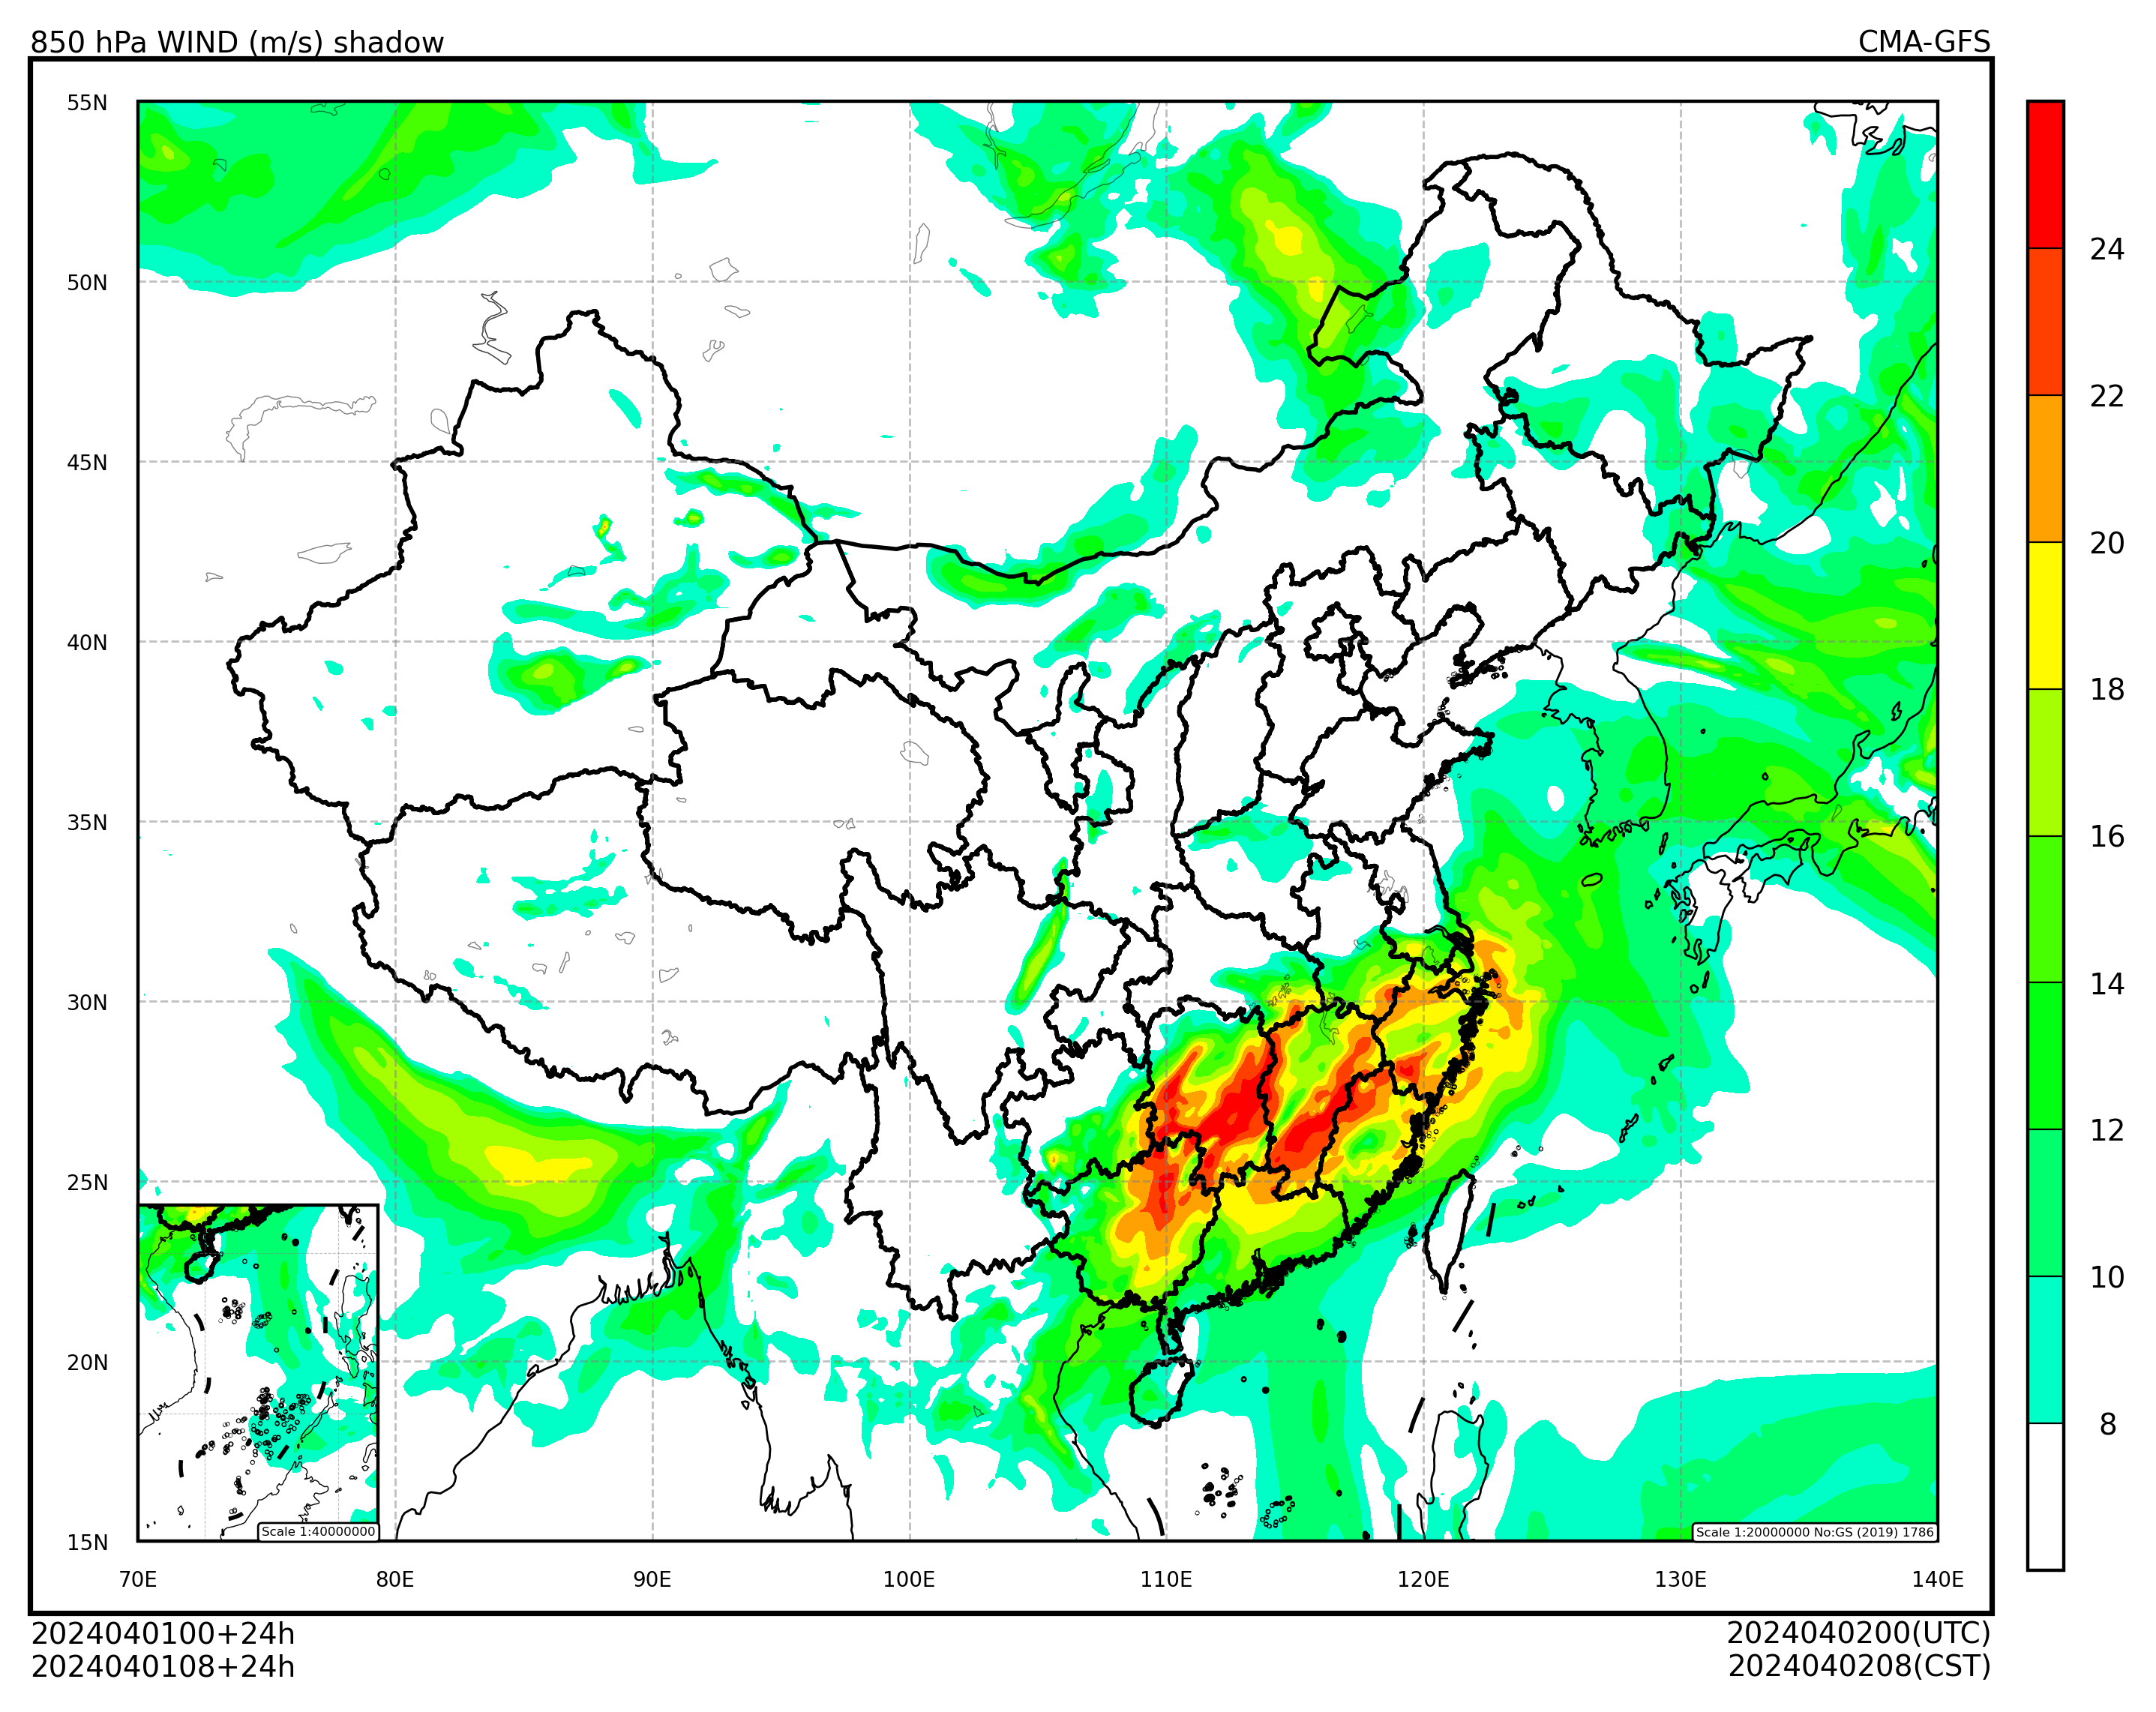 850 hPa WIND (m/s) shadow
CMA-GFS
55N
50N
45N
40N
35N
30N
25N
20N
15N
70E
80E
90E
100E
110E
120E
130E
140E
24
22
20
18
16
14
12
10
8
Scale 1:40000000
Scale 1:20000000 No:GS (2019) 1786
2024040100+24h
2024040108+24h
2024040200(UTC)
2024040208(CST)